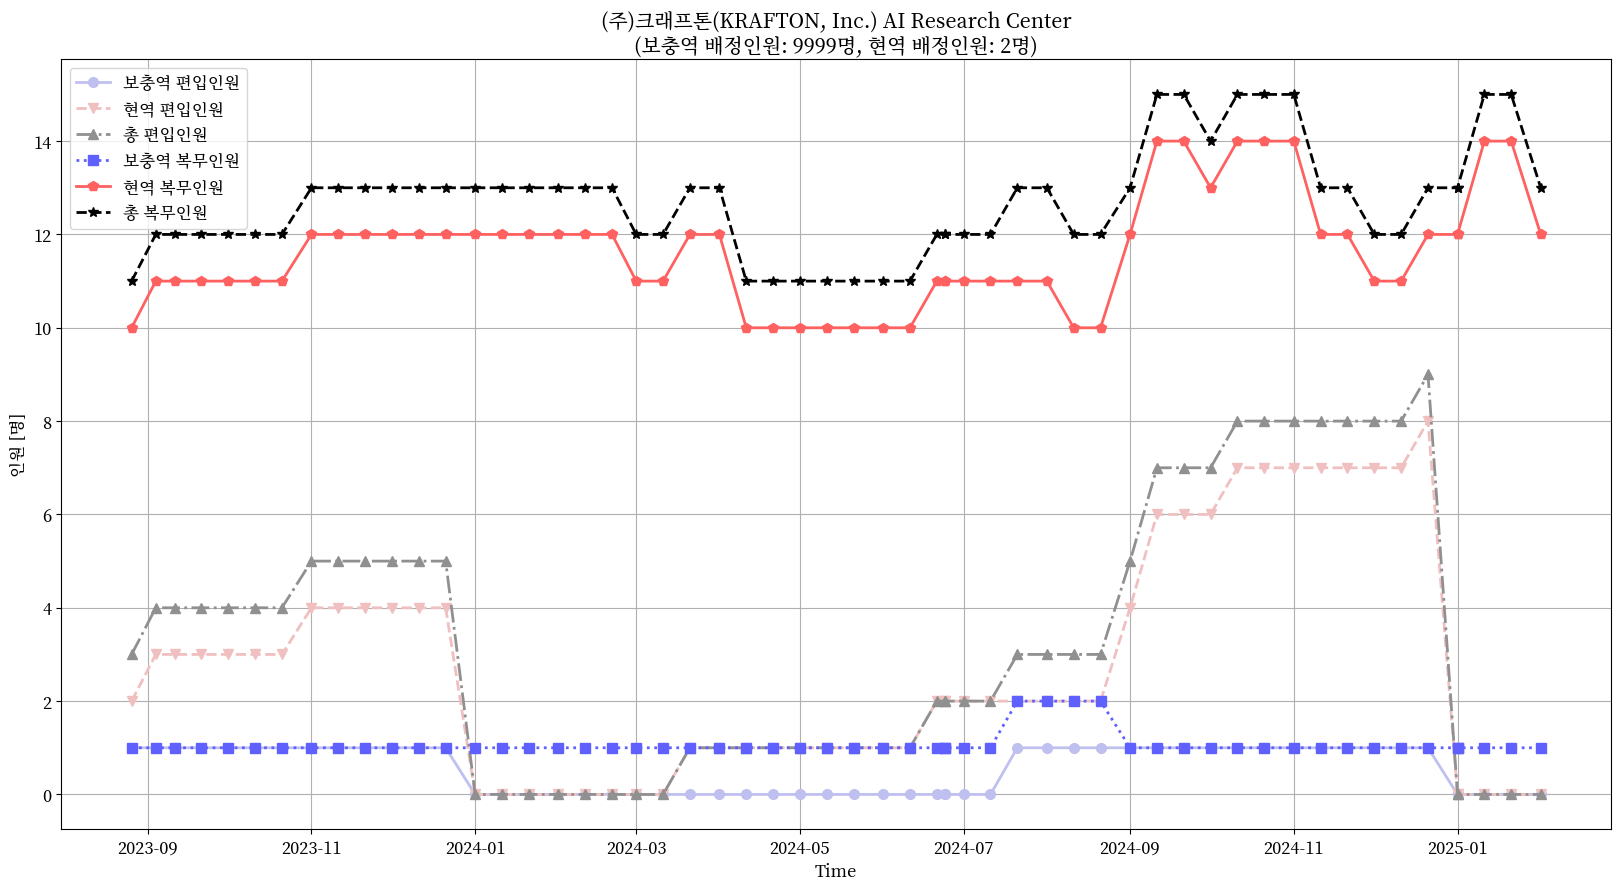 (주)크래프톤(KRAFTON, Inc.) AI Research Center
(보충역 배정인원: 9999명, 현역 배정인원: 2명)
보충역 편입인원
현역 편입인원
총 편입인원
보충역 복무인원
현역 복무인원
총 복무인원
인원 [명]
14
12
10
8
6
4
2
0
2023-09
2023-11
2024-01
2024-03
2024-05
2024-07
2024-09
2024-11
2025-01
Time